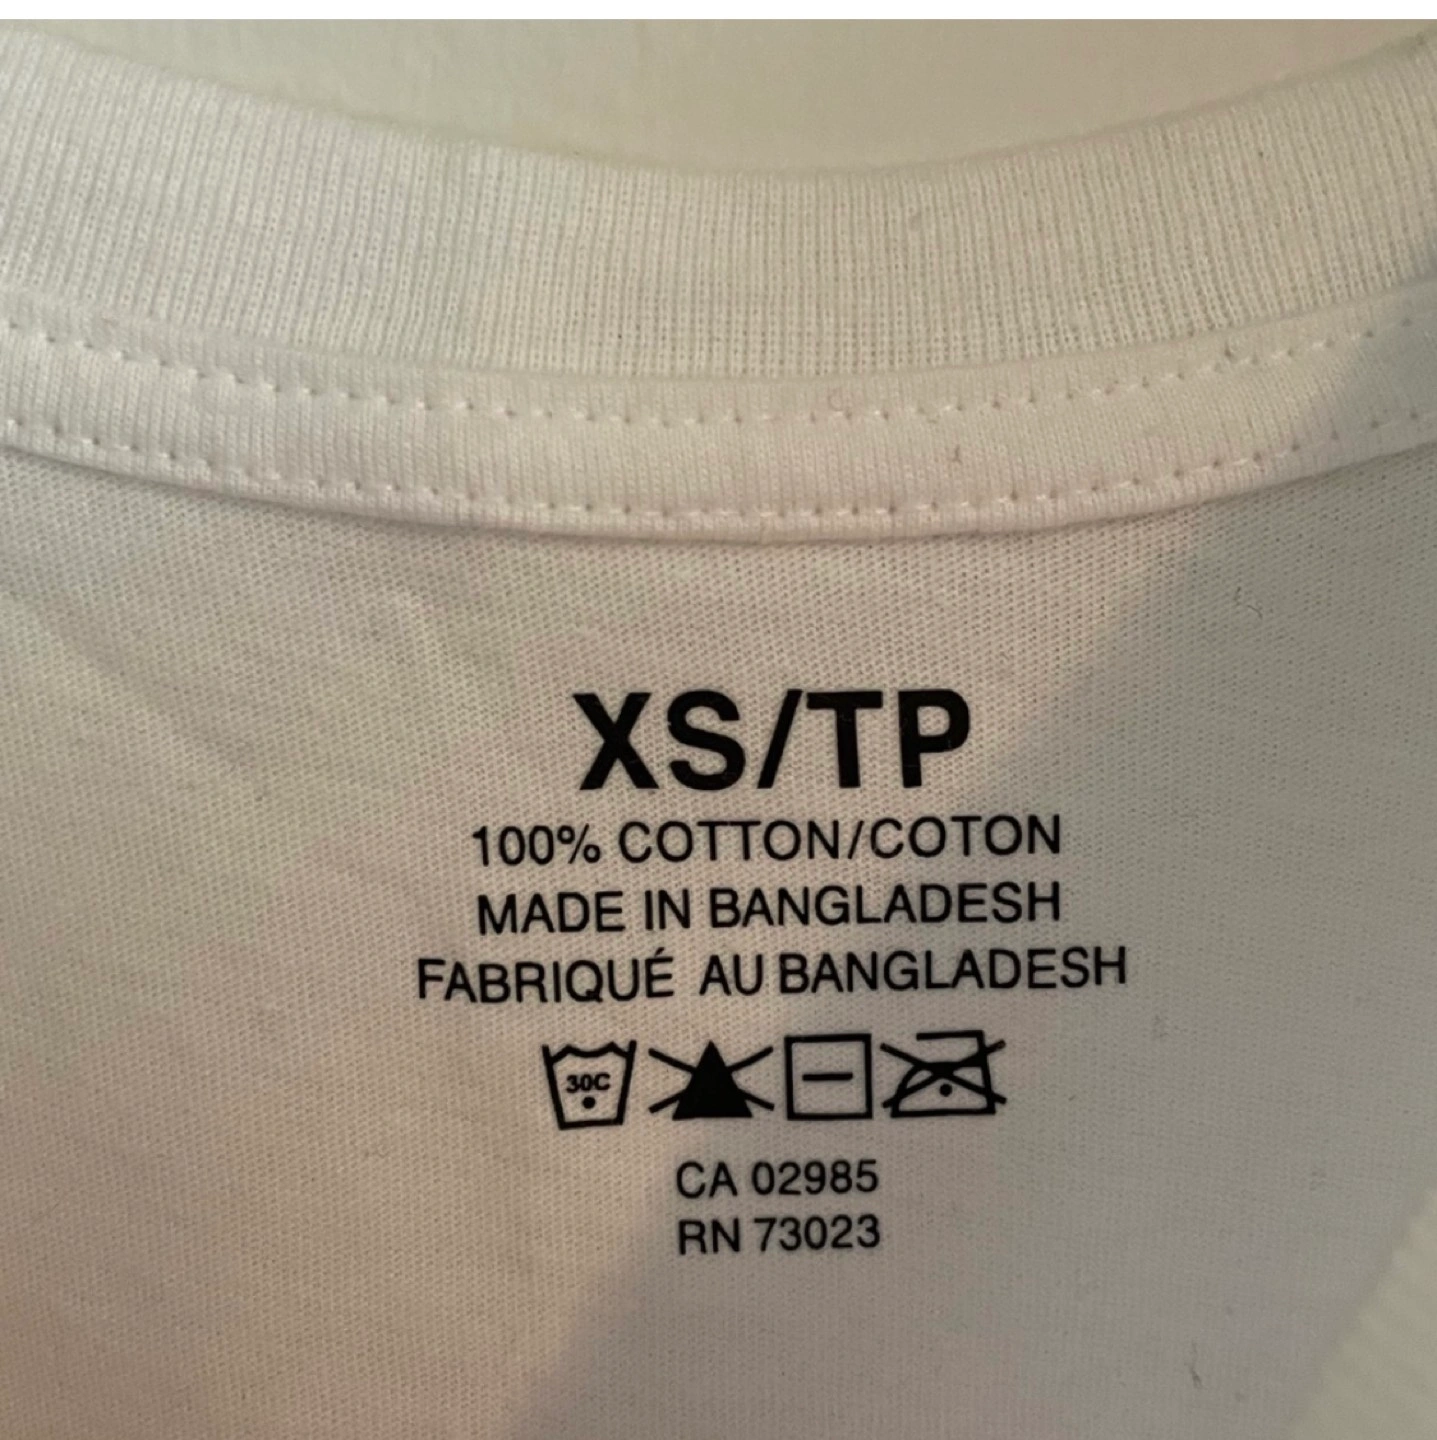 XS/TP
100% COTTON/COTON
MADE IN BANGLADESH
FABRIQUÉ AU BANGLADESH
30C
CA 02985
RN 73023